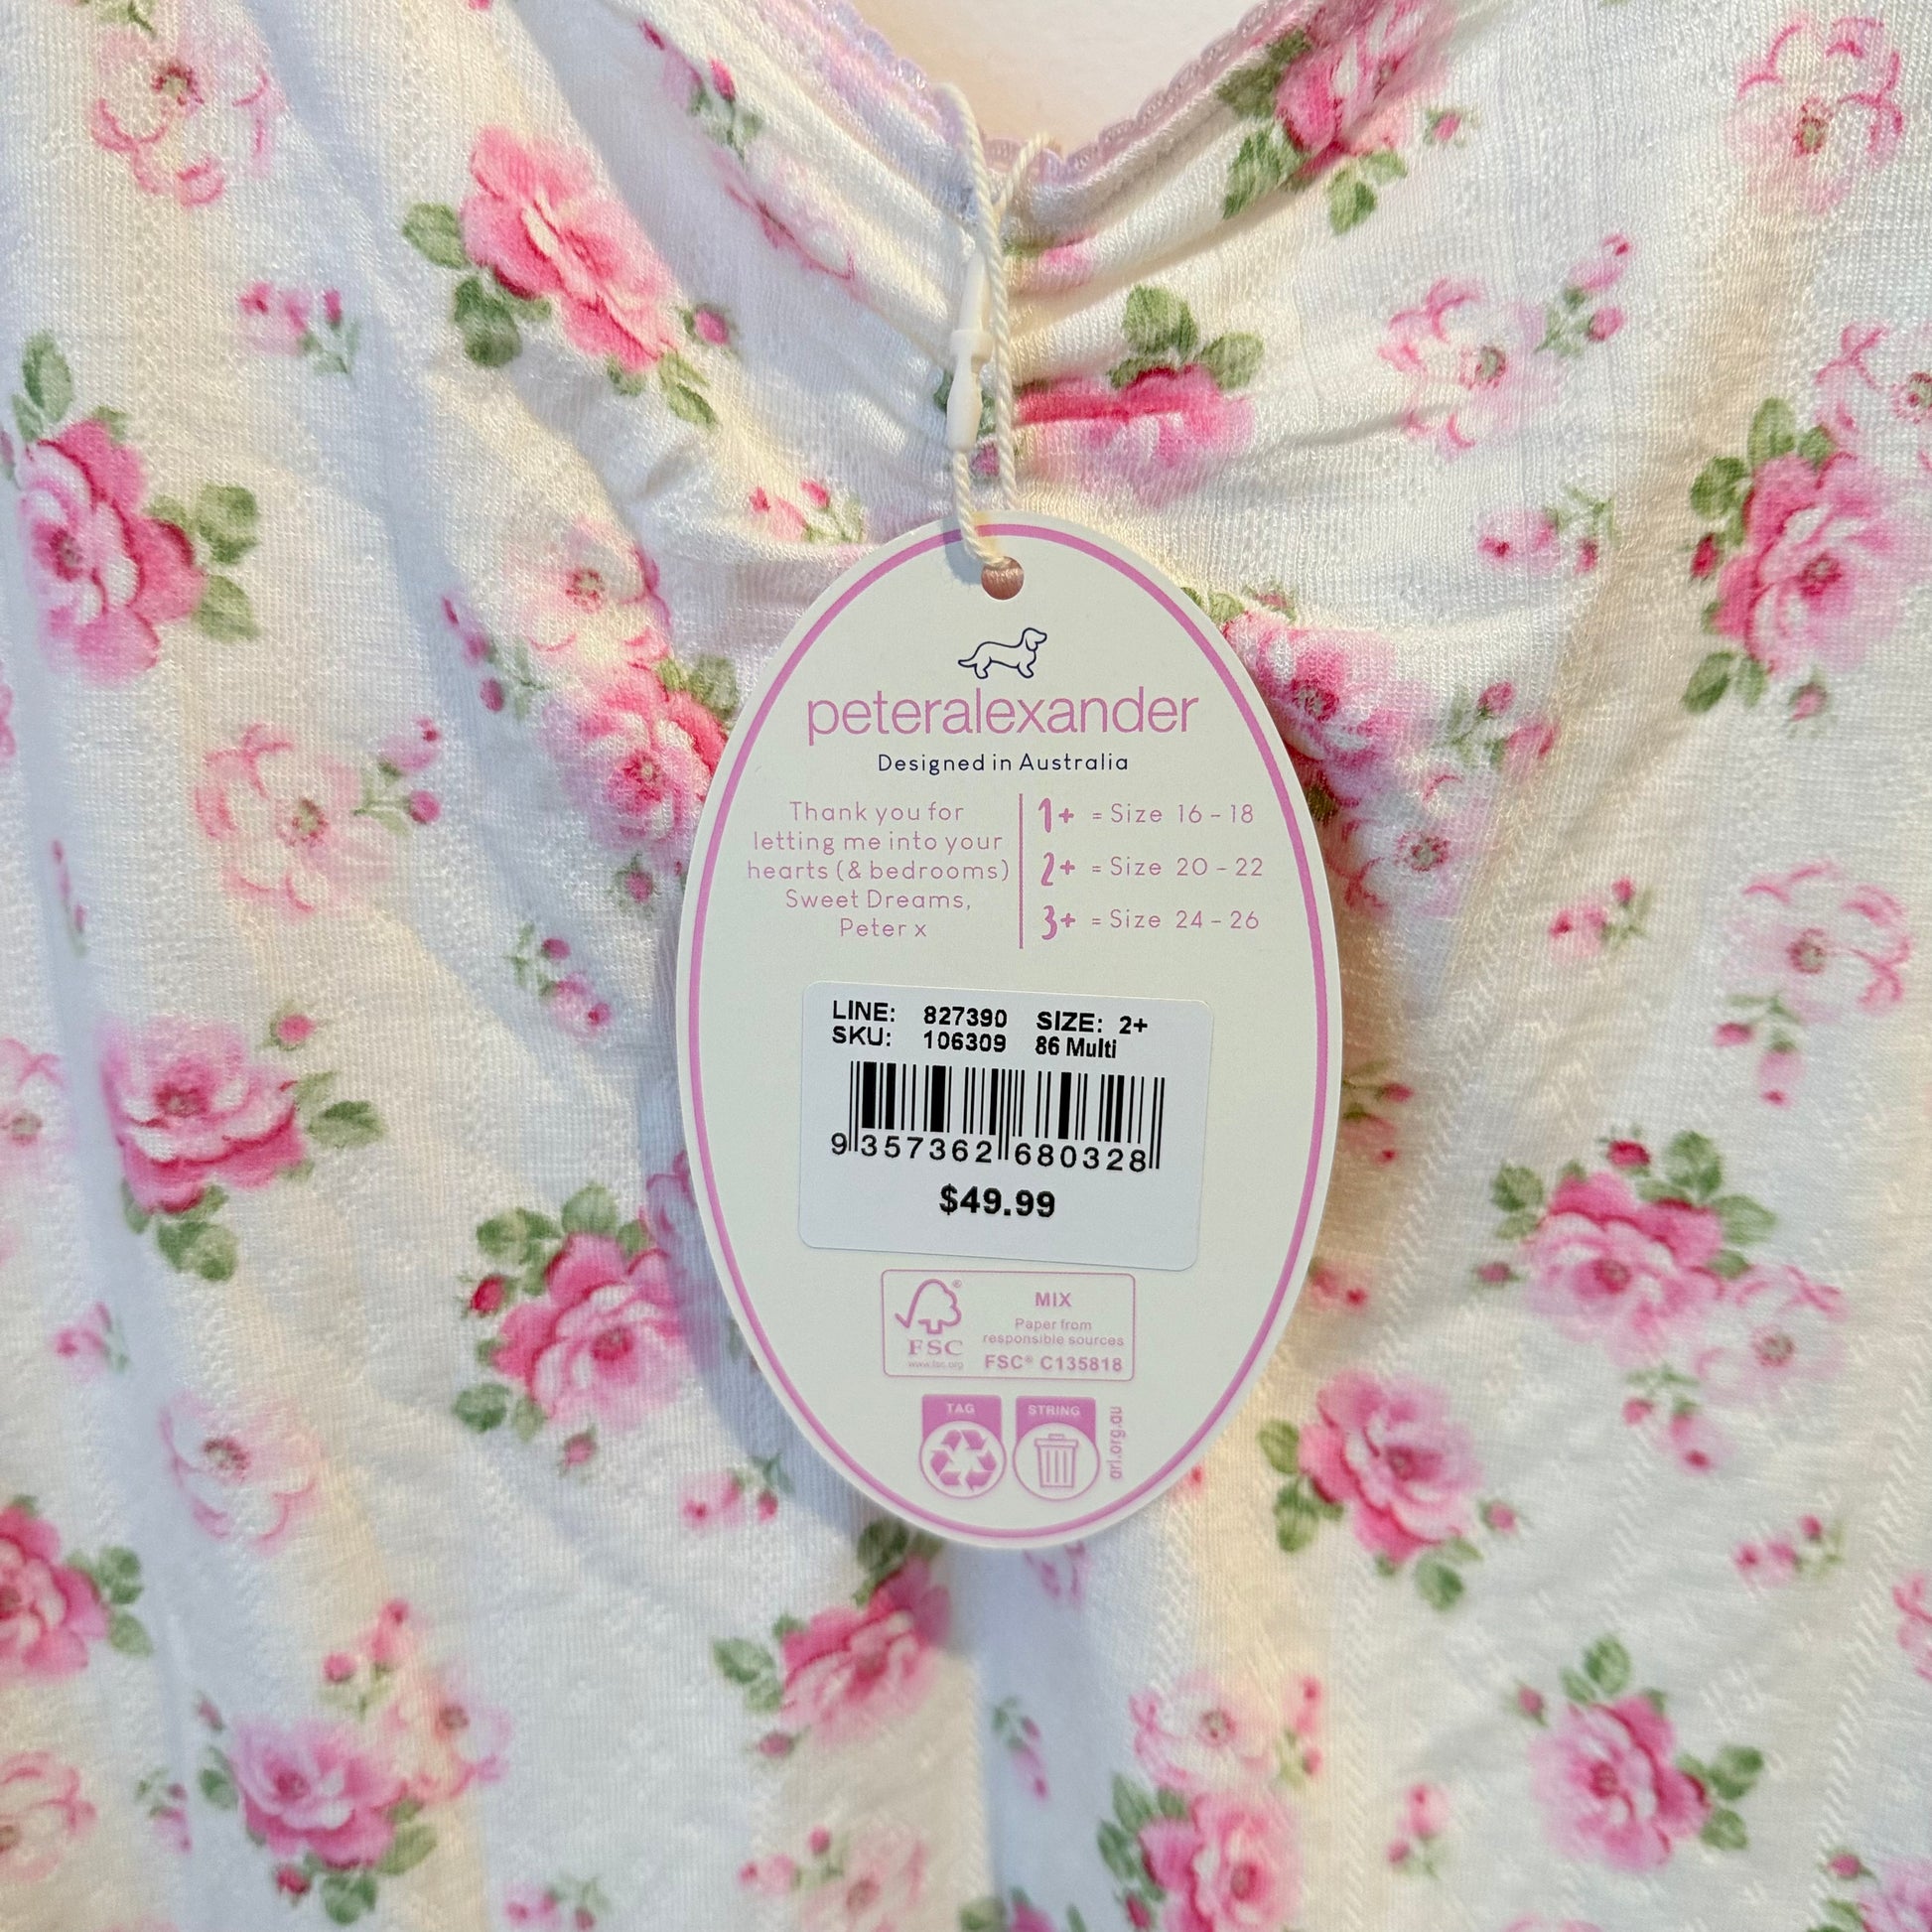 peteralexander
Designed in Australia
Thank you for
letting me into your
hearts (& bedrooms)
Sweet Dreams,
Peter x
1+ = Size 16 - 18
2+ = Size 20 - 22
3+ = Size 24 - 26
LINE: 827390 SIZE: 2+
SKU: 106309 86 Multi
9 357362 680328
$49.99
FSC
www.fsc.org
MIX
Paper from
responsible sources
FSC® C135818
TAG
STRING
arl.org.au